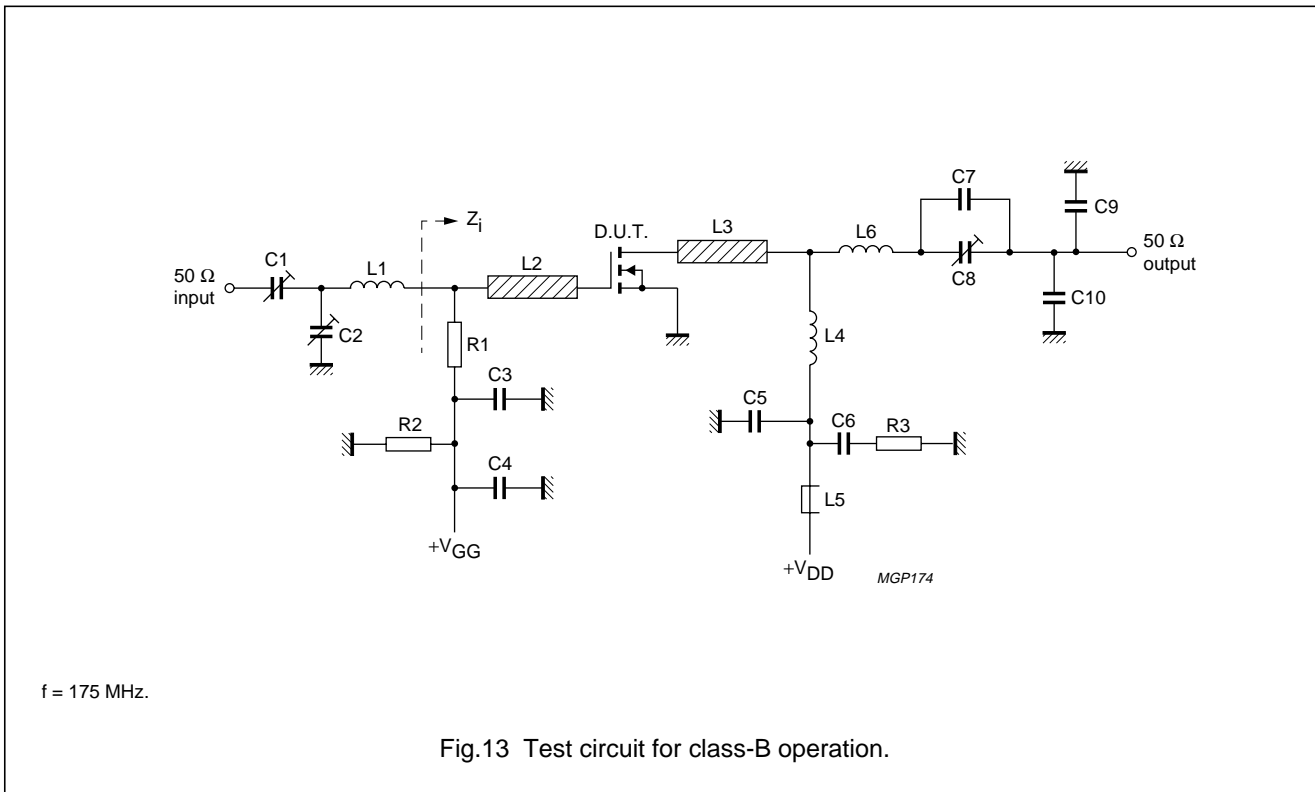 C7
C9
Zi
L3
L6
D.U.T.
C1
L1
L2
50 Ω
input
50 Ω
output
C8
C2
C10
R1
L4
C3
C5
R2
C6
R3
C4
L5
+VGG
+VDD
MGP174
f = 175 MHz.
Fig.13 Test circuit for class-B operation.